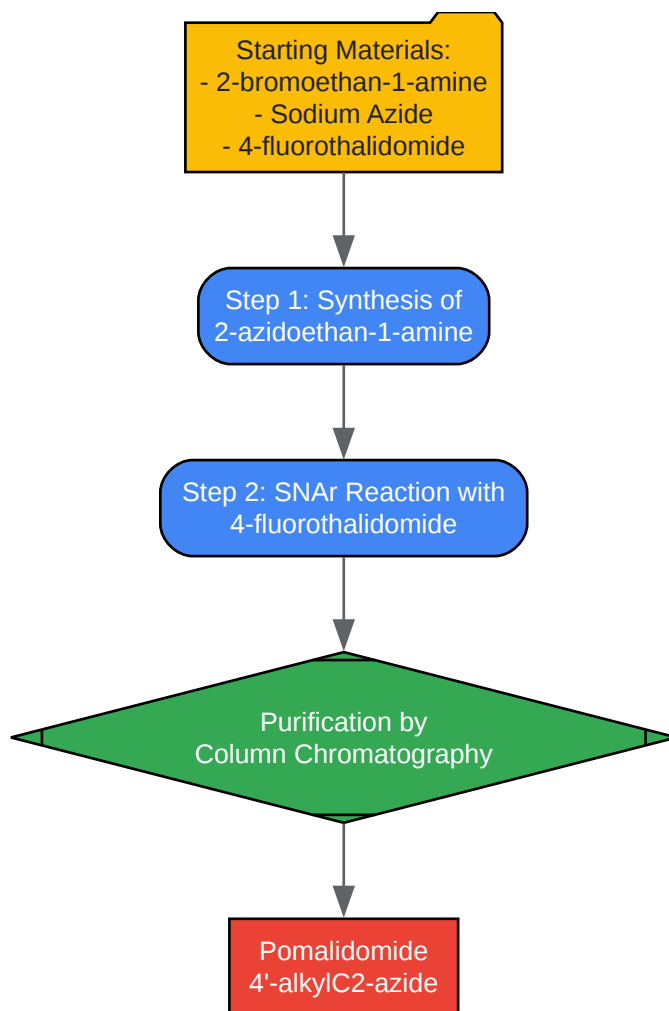 Starting Materials:
- 2-bromoethan-1-amine
- Sodium Azide
- 4-fluorothalidomide
Step 1: Synthesis of
2-azidoethan-1-amine
Step 2: SNAr Reaction with
4-fluorothalidomide
Purification by
Column Chromatography
Pomalidomide
4'-alkylC2-azide